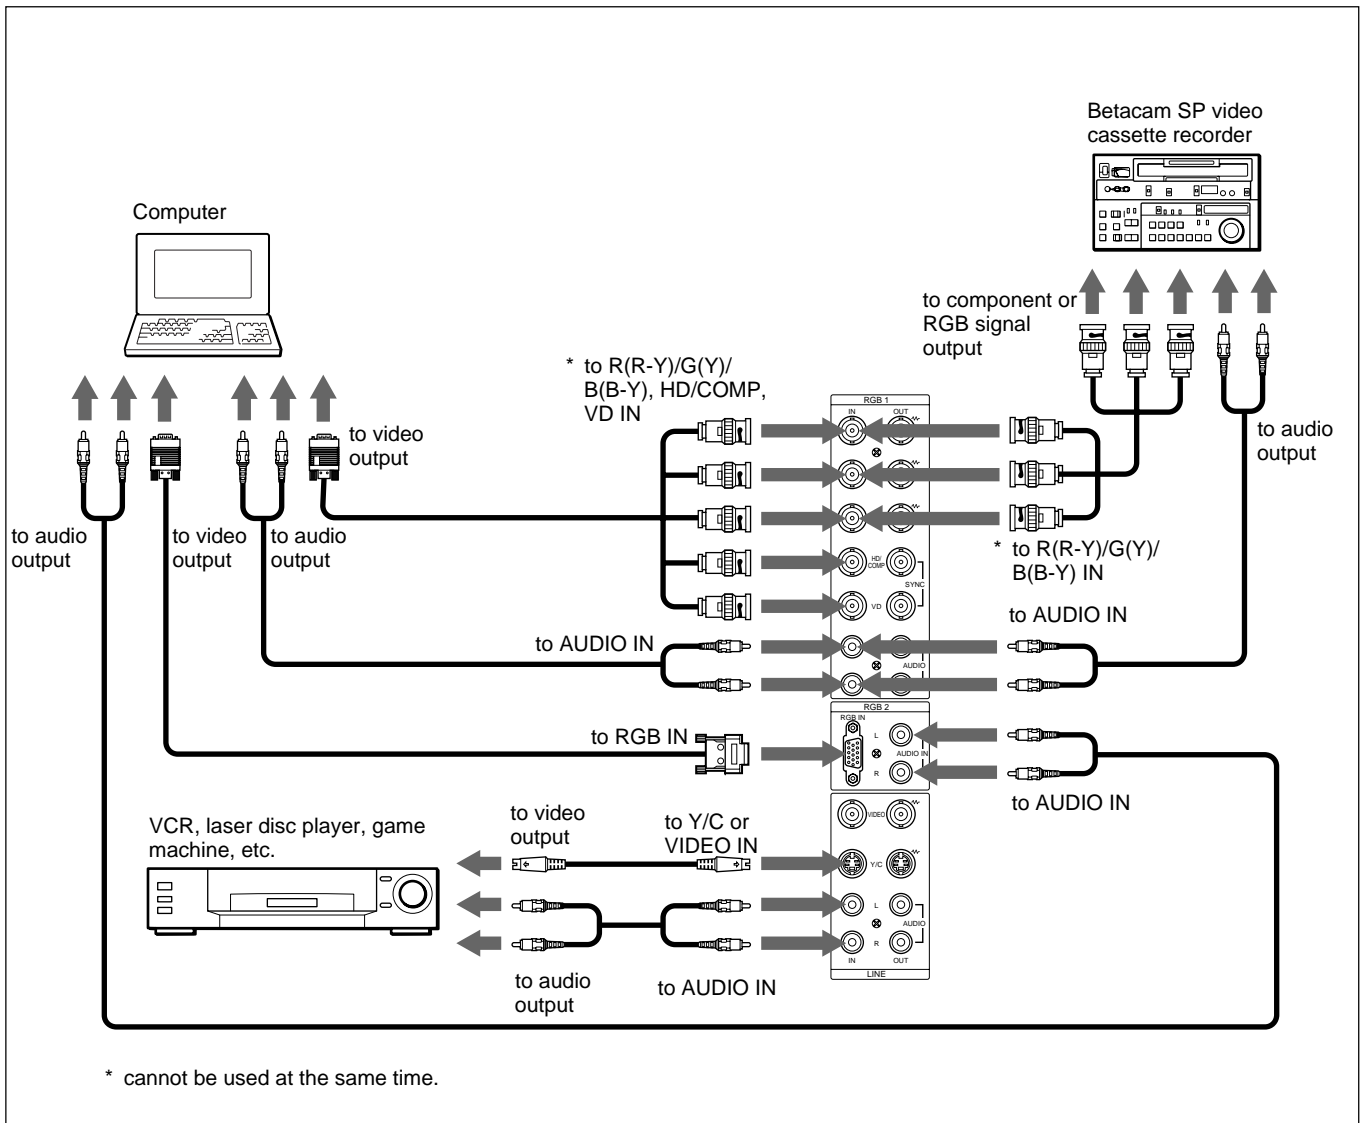 Betacam SP video
cassette recorder
Computer
to component or
RGB signal
output
* to R(R-Y)/G(Y)/
B(B-Y), HD/COMP,
VD IN
to video
output
to audio
output
RGB 1
IN
OUT
to audio
output
to video
output
to audio
output
* to R(R-Y)/G(Y)/
B(B-Y) IN
HD/
COMP
SYNC
VD
to AUDIO IN
to AUDIO IN
AUDIO
RGB 2
RGB IN
L
AUDIO IN
R
to RGB IN
to AUDIO IN
VCR, laser disc player, game
machine, etc.
to video
output
to Y/C or
VIDEO IN
VIDEO
Y/C
L
AUDIO
R
IN
OUT
LINE
to audio
output
to AUDIO IN
* cannot be used at the same time.